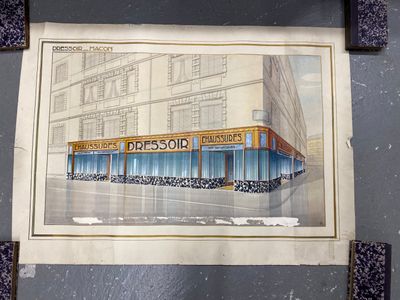 DRESSOIR _ MACON
CHAUSSURES DRESSOIR CHAUSSURES